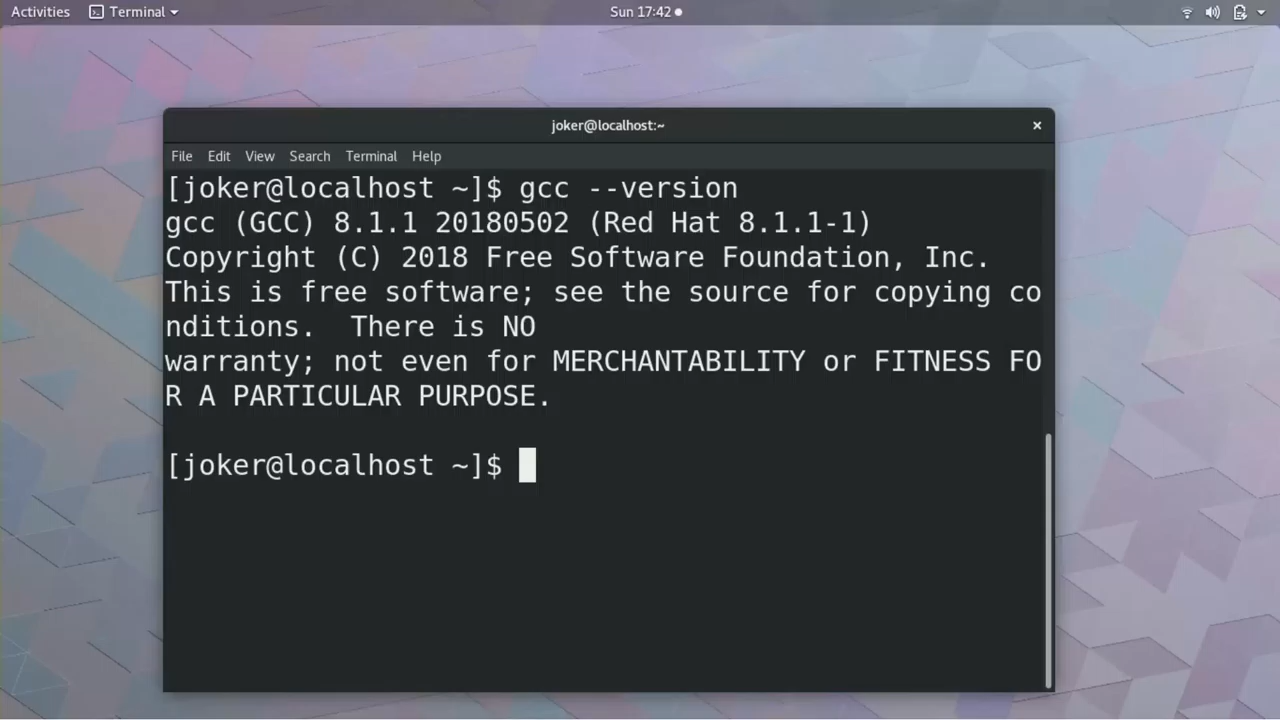 Activities Terminal Sun 17:42
joker@localhost:~
File Edit View Search Terminal Help
[joker@localhost ~]$ gcc --version
gcc (GCC) 8.1.1 20180502 (Red Hat 8.1.1-1)
Copyright (C) 2018 Free Software Foundation, Inc.
This is free software; see the source for copying co
nditions.  There is NO
warranty; not even for MERCHANTABILITY or FITNESS FO
R A PARTICULAR PURPOSE.
[joker@localhost ~]$